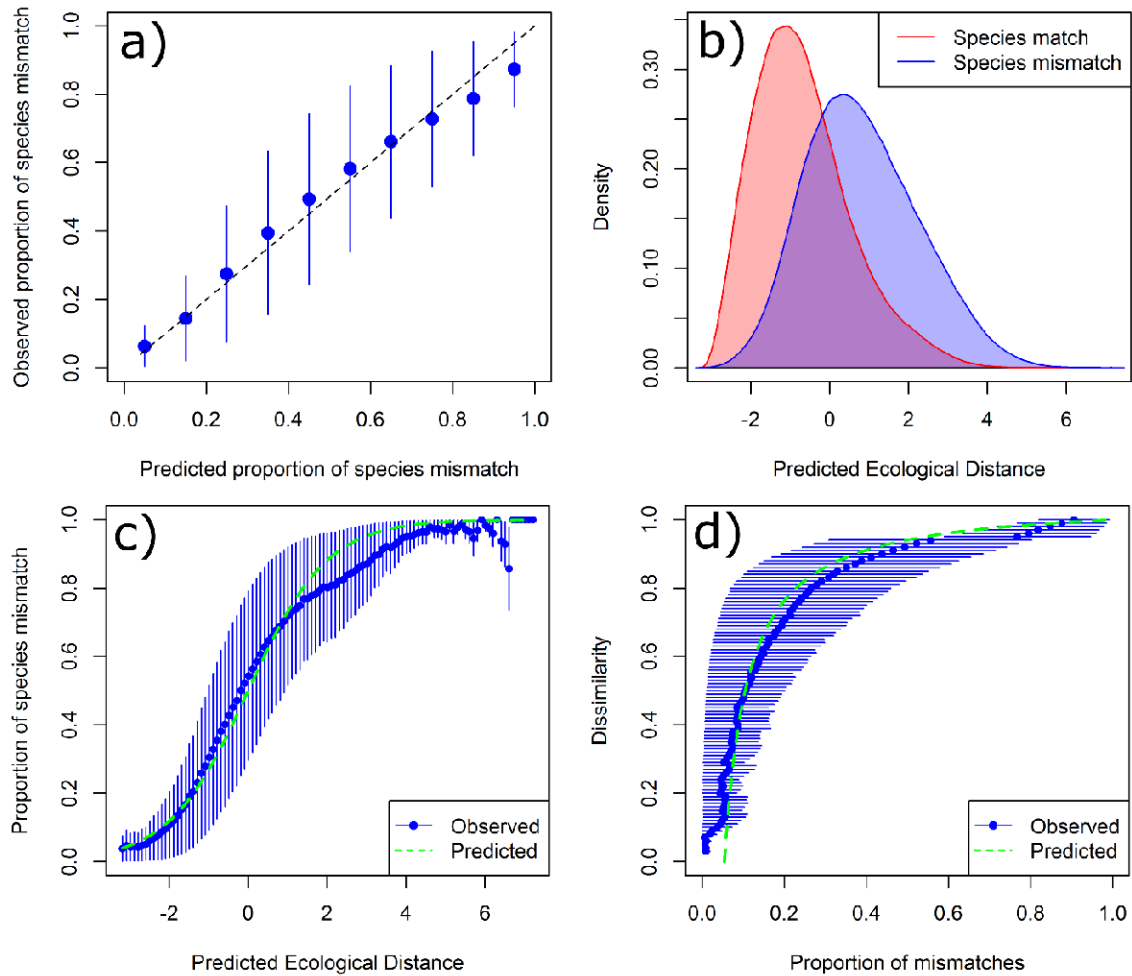 a)
Observed proportion of species mismatch
1.0
0.8
0.6
0.4
0.2
0.0
0.0 0.2 0.4 0.6 0.8 1.0
Predicted proportion of species mismatch
b)
Species match
Species mismatch
Density
0.30
0.20
0.10
0.00
-2 0 2 4 6
Predicted Ecological Distance
c)
Proportion of species mismatch
1.0
0.8
0.6
0.4
0.2
0.0
Observed
Predicted
-2 0 2 4 6
Predicted Ecological Distance
d)
Dissimilarity
1.0
0.8
0.6
0.4
0.2
0.0
Observed
Predicted
0.0 0.2 0.4 0.6 0.8 1.0
Proportion of mismatches